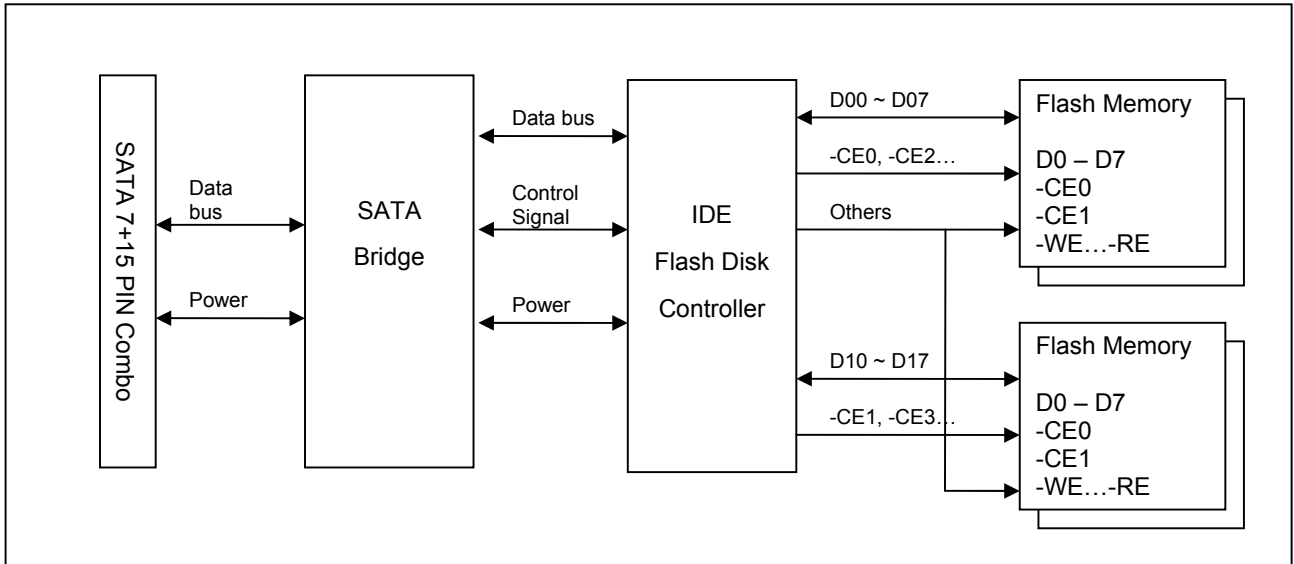 SATA 7+15 PIN Combo
Data
bus
Power
SATA
Bridge
Data bus
Control
Signal
Power
IDE
Flash Disk
Controller
D00 ~ D07
-CE0, -CE2…
Others
D10 ~ D17
-CE1, -CE3…
Flash Memory
D0 – D7
-CE0
-CE1
-WE…-RE
Flash Memory
D0 – D7
-CE0
-CE1
-WE…-RE